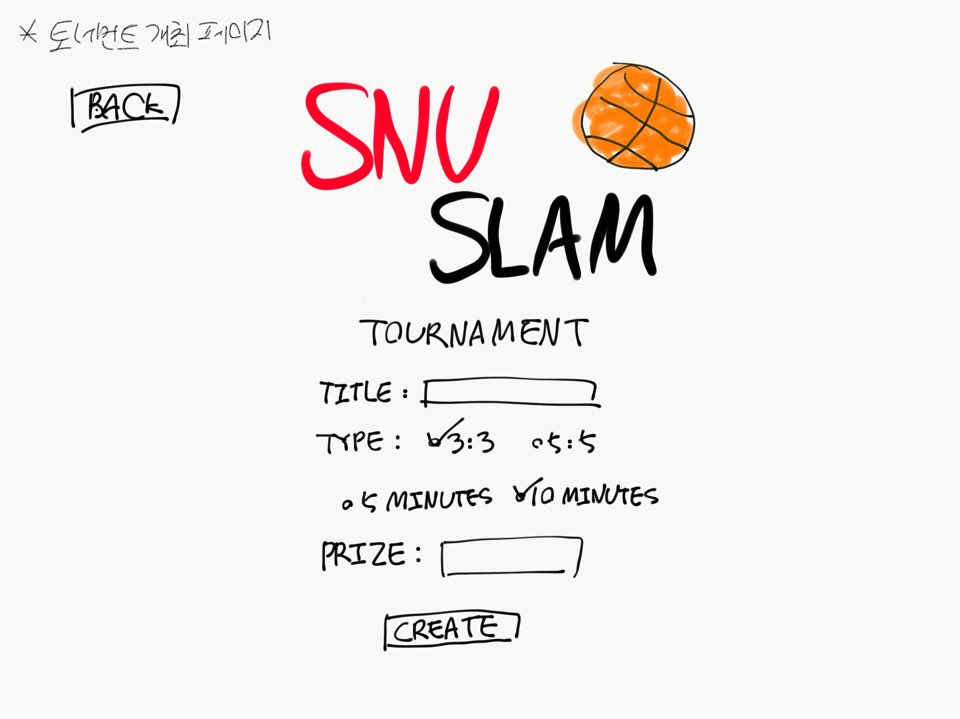 * 토너먼트 개최 페이지
BACK
SNU
SLAM
TOURNAMENT
TITLE :
TYPE : 3:3 5:5
5 MINUTES 10 MINUTES
PRIZE :
CREATE